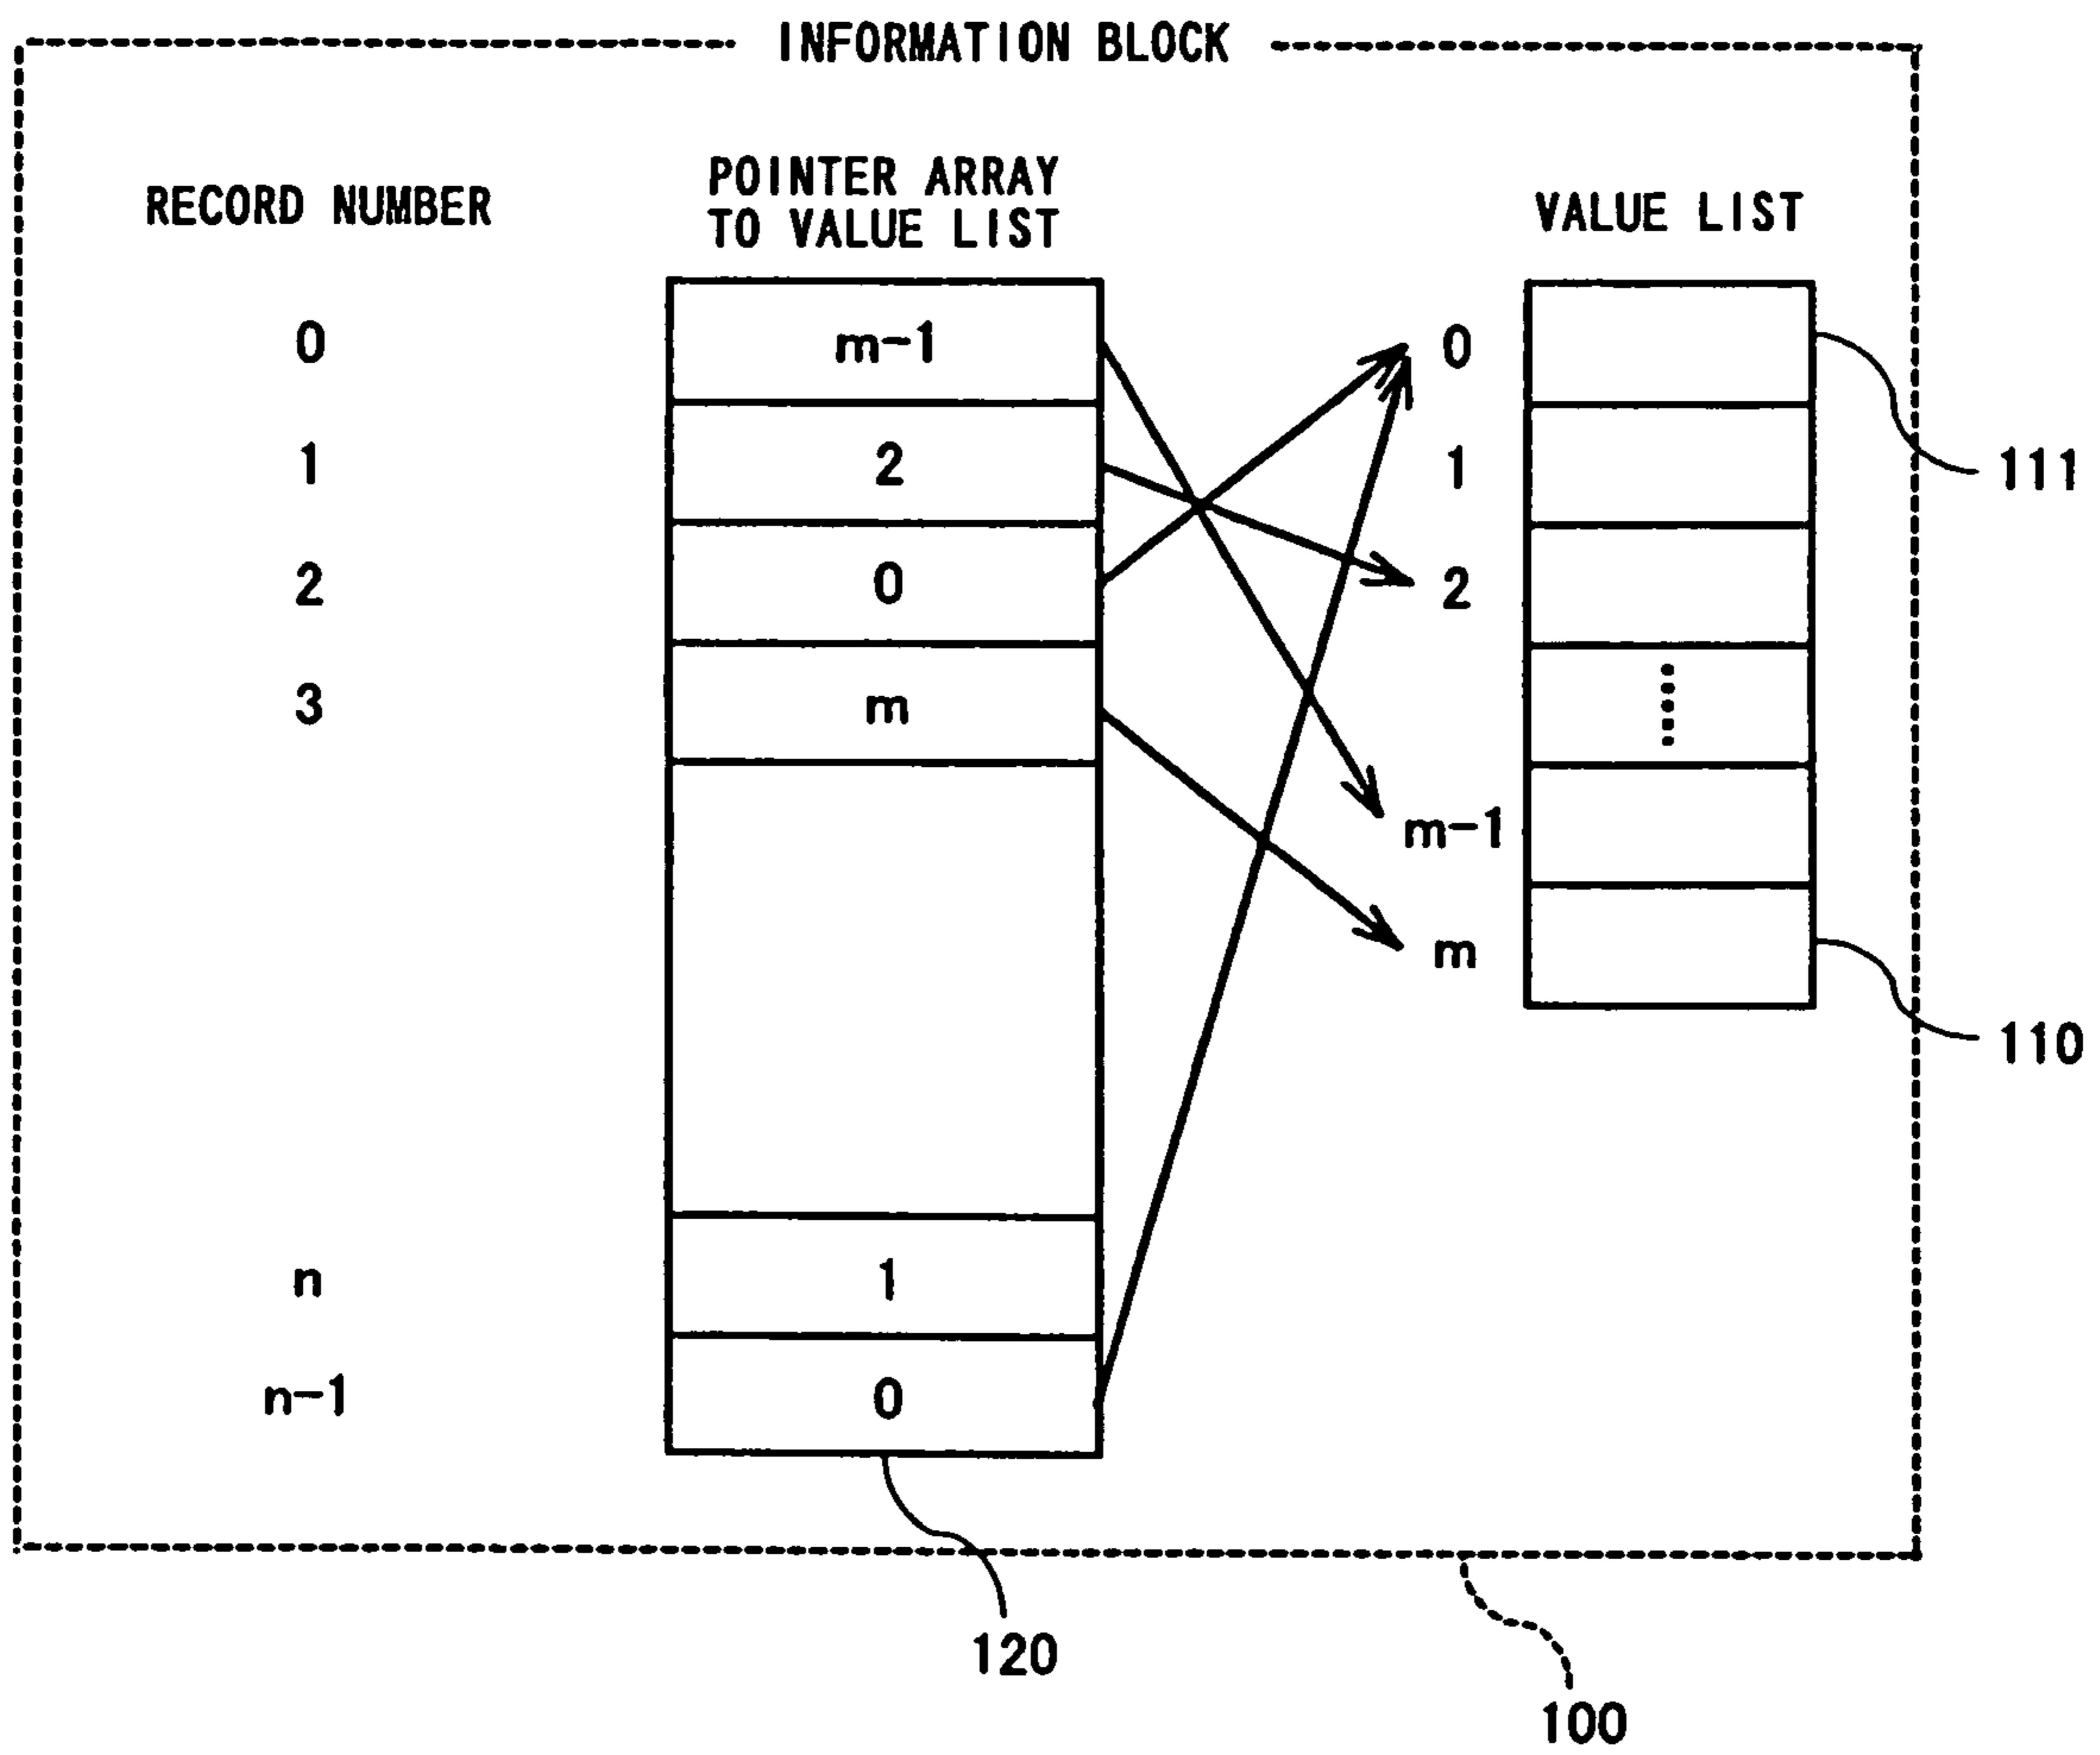 INFORMATION BLOCK
RECORD NUMBER
POINTER ARRAY
TO VALUE LIST
VALUE LIST
0 m-1 0
1 2 1 111
2 0 2
3 m
m-1
m
110
n 1
n-1 0
120
100